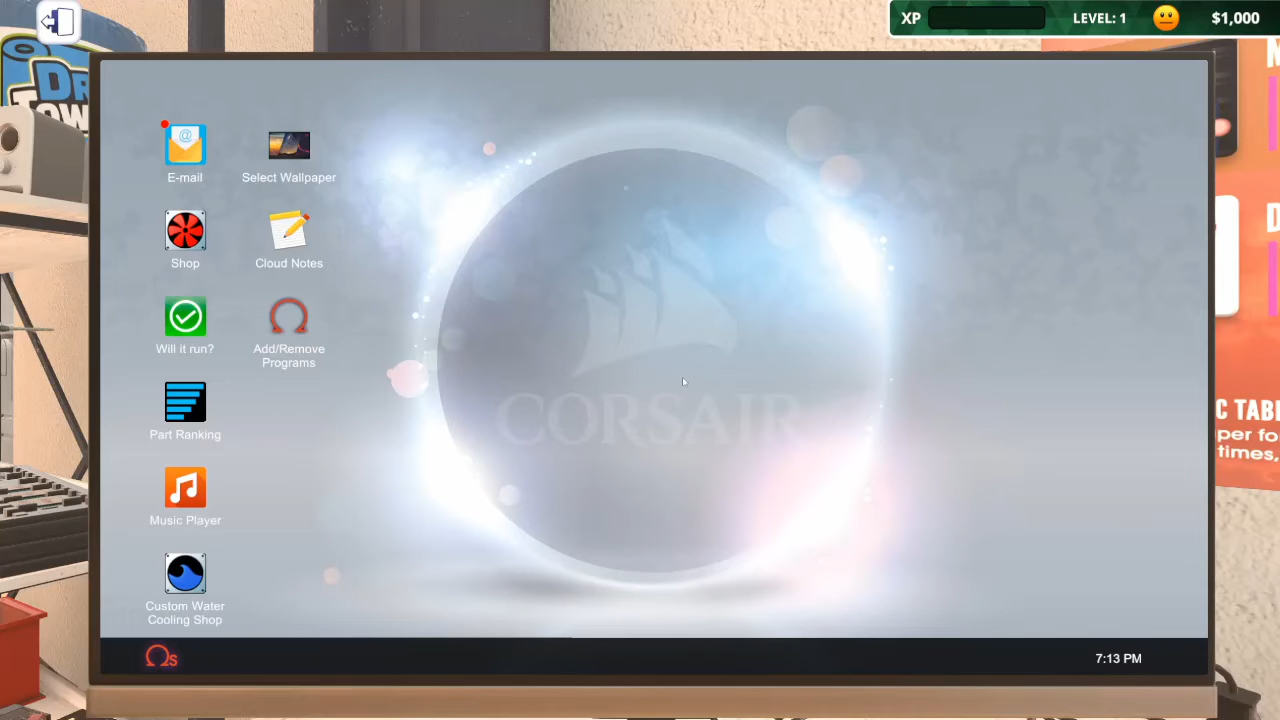 XP
LEVEL: 1
$1,000
E-mail
Select Wallpaper
Shop
Cloud Notes
Will it run?
Add/Remove
Programs
Part Ranking
Music Player
Custom Water
Cooling Shop
CORSAIR
Ωs
7:13 PM
C TAB
per fo
times,